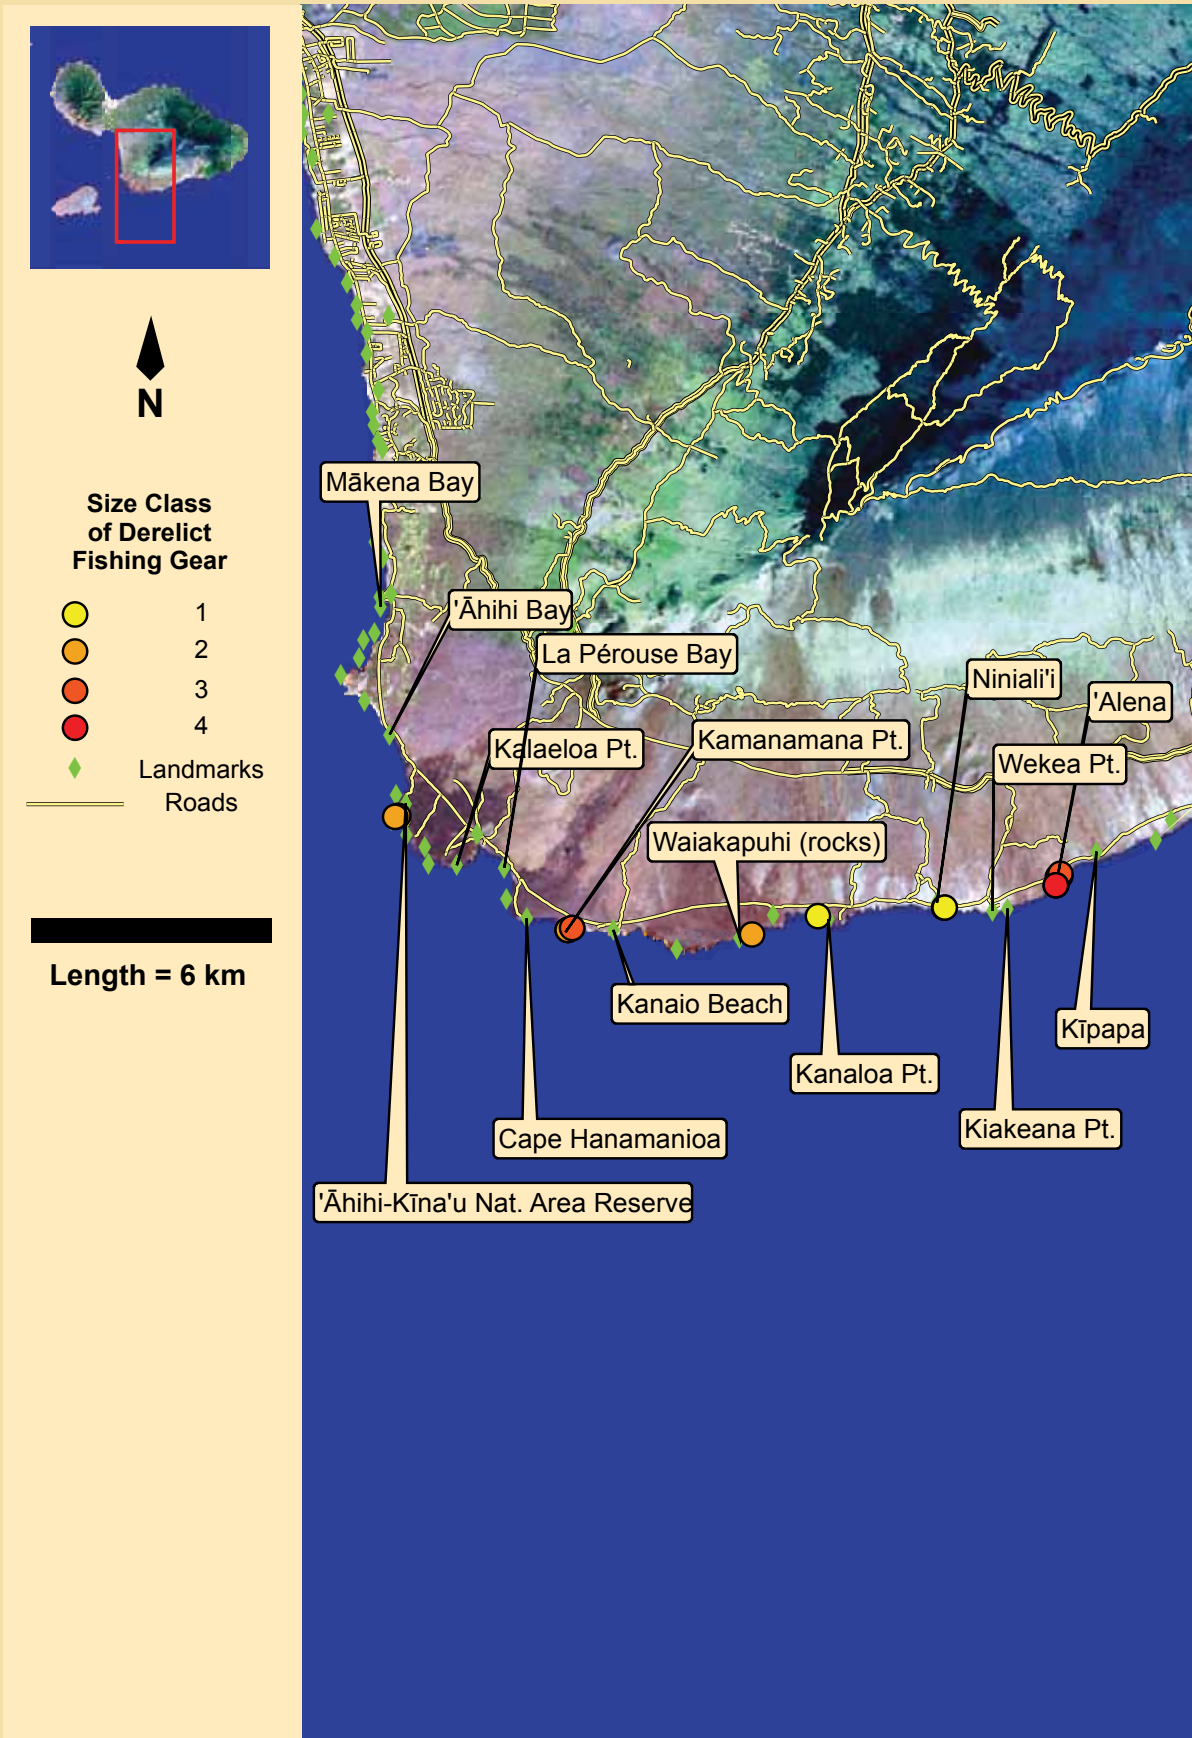 N
Size Class
of Derelict
Fishing Gear
1
2
3
4
Landmarks
Roads
Length = 6 km
Mākena Bay
'Āhihi Bay
La Pérouse Bay
Niniali'i
'Alena
Kalaeloa Pt.
Kamanamana Pt.
Wekea Pt.
Waiakapuhi (rocks)
Kanaio Beach
Kīpapa
Kanaloa Pt.
Kiakeana Pt.
Cape Hanamanioa
'Āhihi-Kīna'u Nat. Area Reserve